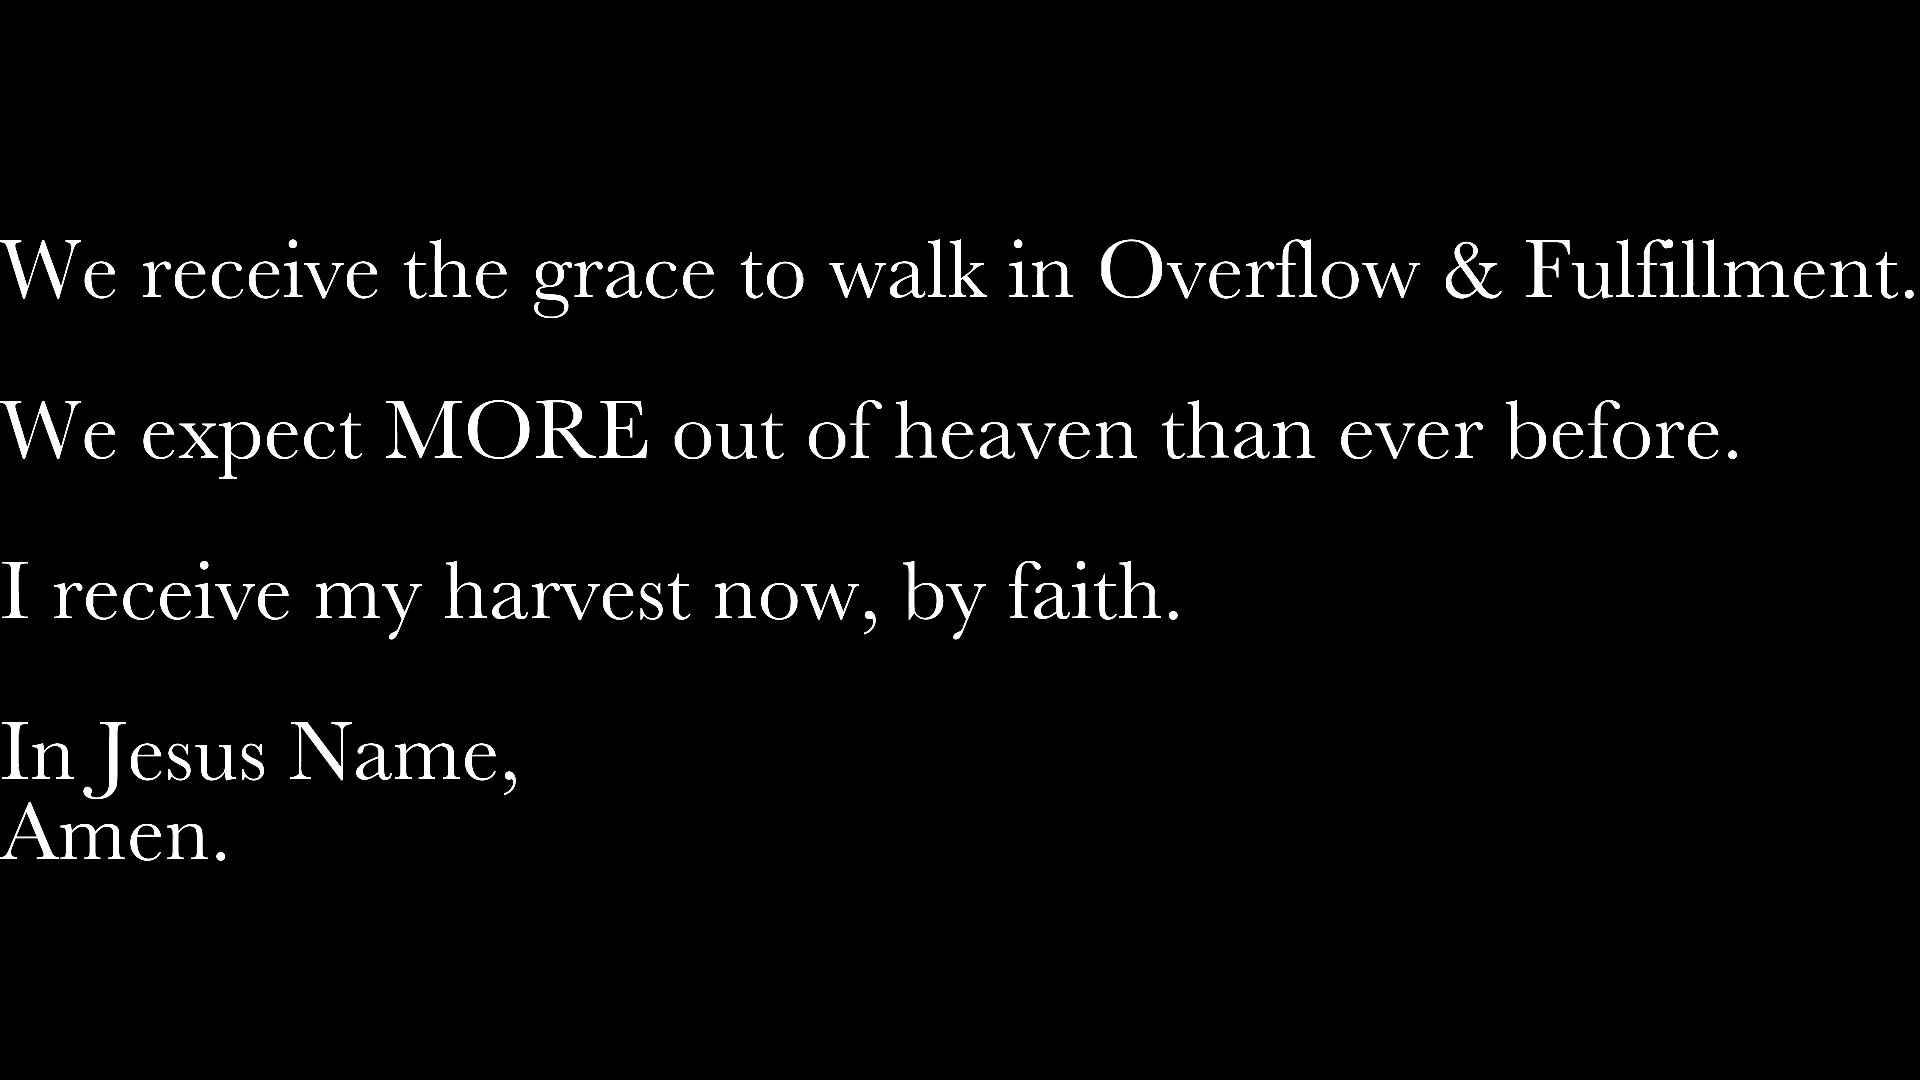 We receive the grace to walk in Overflow & Fulfillment.
We expect MORE out of heaven than ever before.
I receive my harvest now, by faith.
In Jesus Name,
Amen.